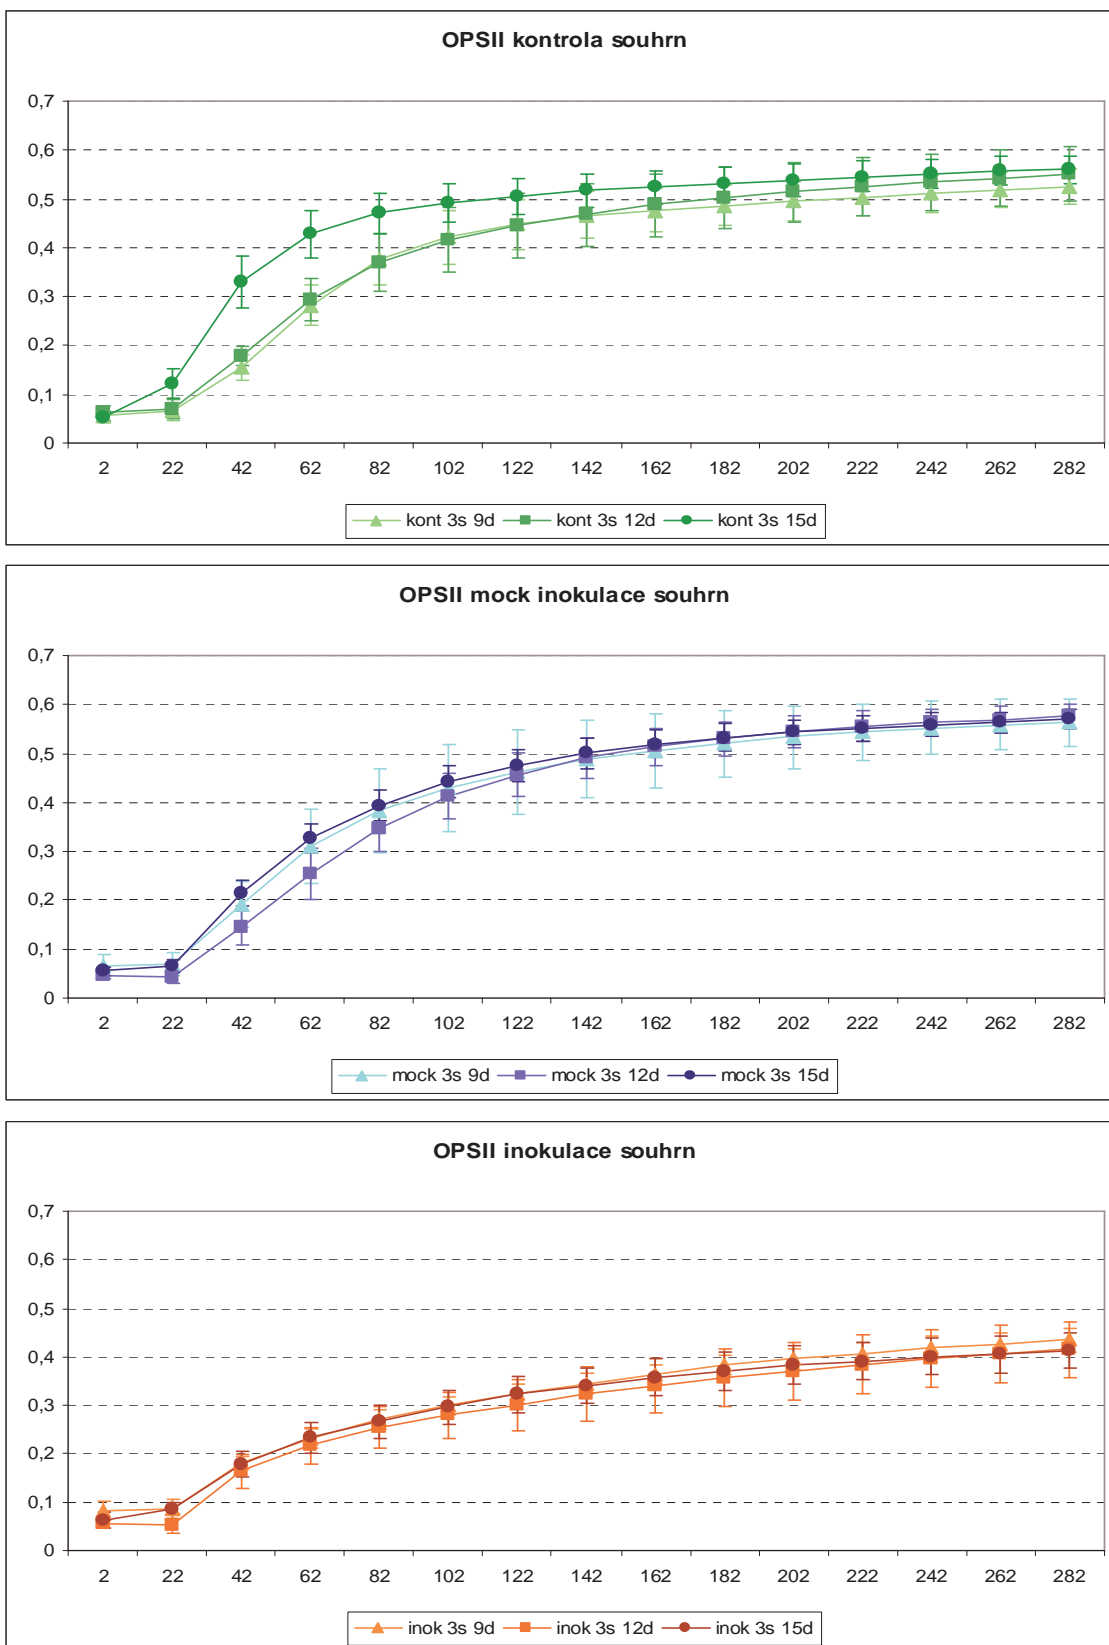 OPSII kontrola souhrn
0,7
0,6
0,5
0,4
0,3
0,2
0,1
0
2 22 42 62 82 102 122 142 162 182 202 222 242 262 282
kont 3s 9d kont 3s 12d kont 3s 15d
OPSII mock inokulace souhrn
0,7
0,6
0,5
0,4
0,3
0,2
0,1
0
2 22 42 62 82 102 122 142 162 182 202 222 242 262 282
mock 3s 9d mock 3s 12d mock 3s 15d
OPSII inokulace souhrn
0,7
0,6
0,5
0,4
0,3
0,2
0,1
0
2 22 42 62 82 102 122 142 162 182 202 222 242 262 282
inok 3s 9d inok 3s 12d inok 3s 15d